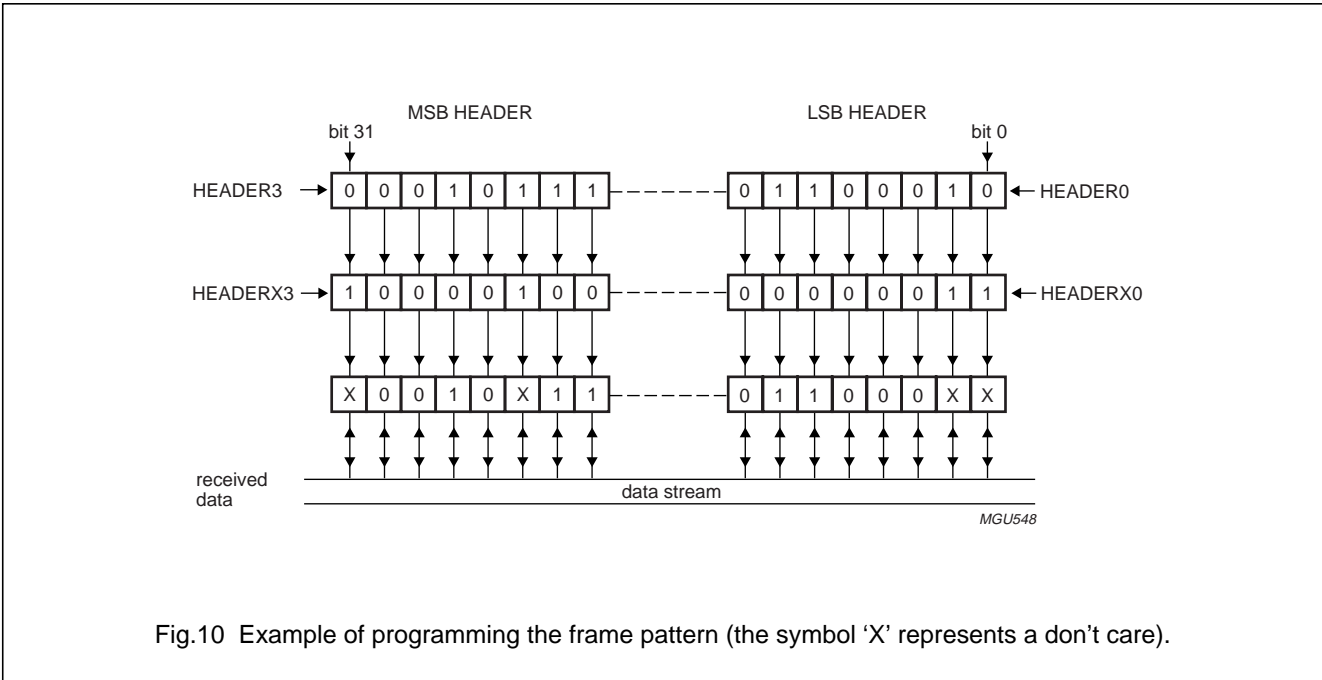 MSB HEADER LSB HEADER
bit 31 bit 0
HEADER3 0 0 0 1 0 1 1 1 0 1 1 0 0 0 1 0 HEADER0
HEADERX3 1 0 0 0 0 1 0 0 0 0 0 0 0 0 1 1 HEADERX0
X 0 0 1 0 X 1 1 0 1 1 0 0 0 X X
received
data
data stream
MGU548
Fig.10 Example of programming the frame pattern (the symbol ‘X’ represents a don’t care).